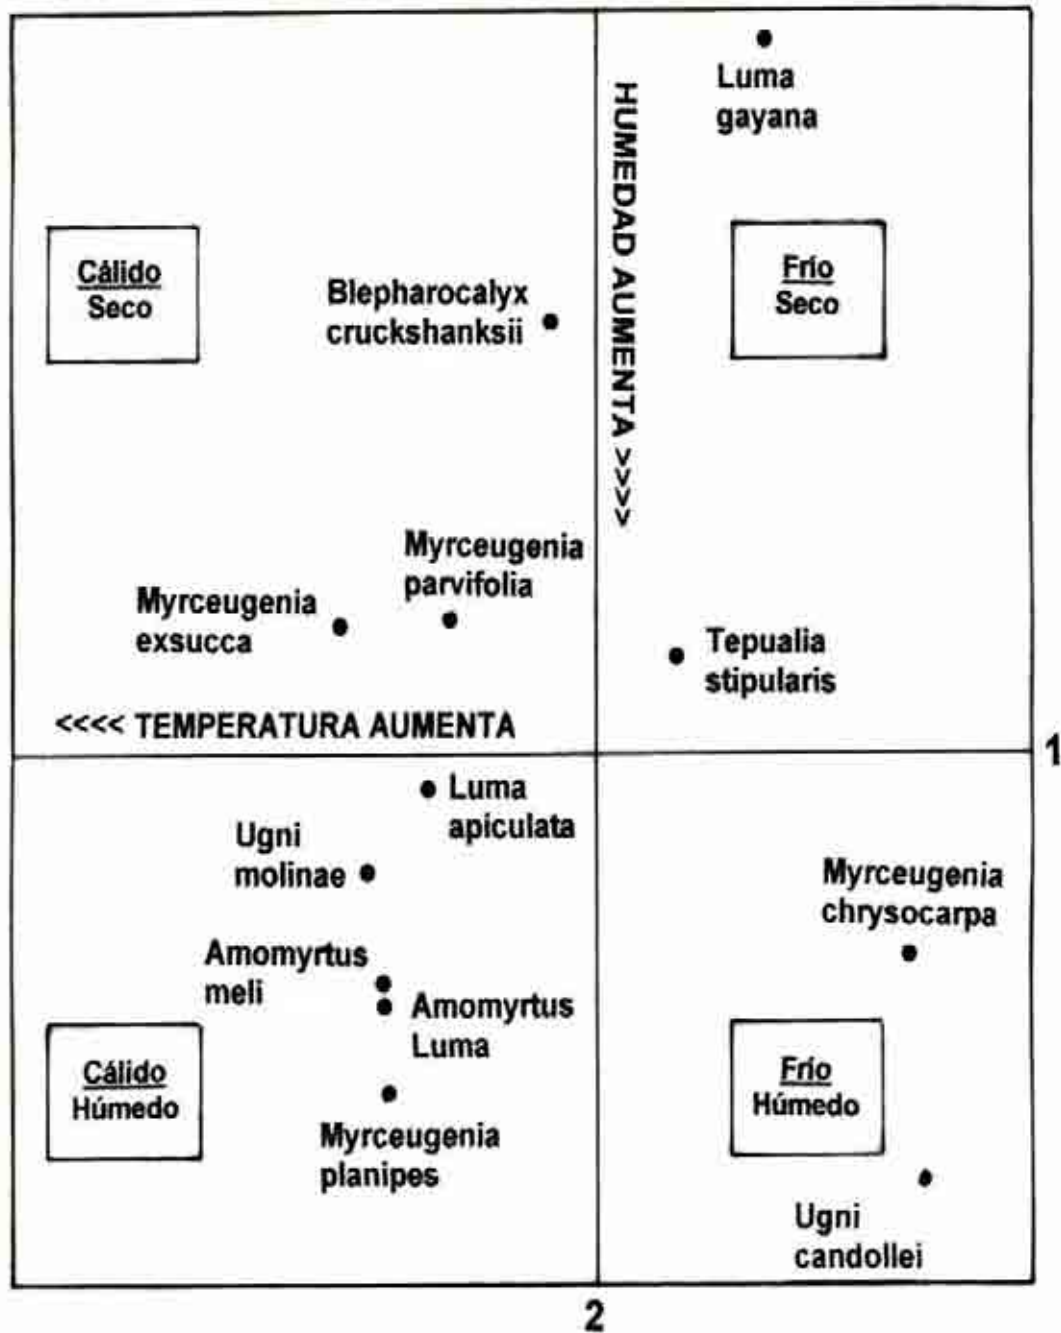 Luma
gayana
HUMEDAD AUMENTA >>>>
Cálido
Seco
Frío
Seco
Blepharocalyx
cruckshanksii
Myrceugenia
parvifolia
Myrceugenia
exsucca
Tepualia
stipularis
<<<< TEMPERATURA AUMENTA
1
Luma
apiculata
Ugni
molinae
Myrceugenia
chrysocarpa
Amomyrtus
meli
Amomyrtus
Luma
Cálido
Húmedo
Frío
Húmedo
Myrceugenia
planipes
Ugni
candollei
2